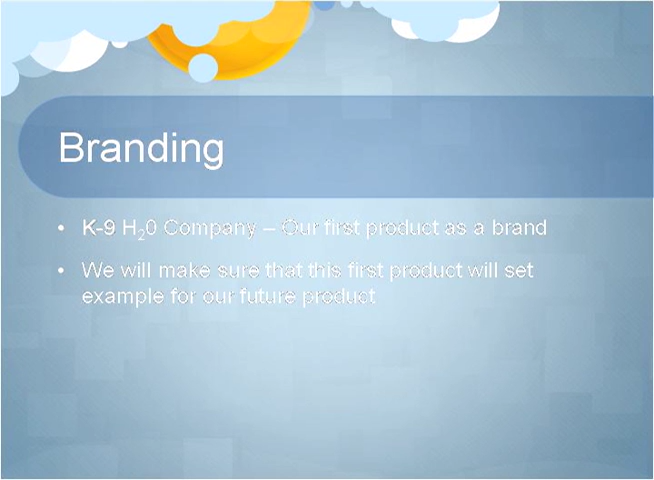 Branding
• K-9 H₂0 Company – Our first product as a brand
• We will make sure that this first product will set
example for our future product